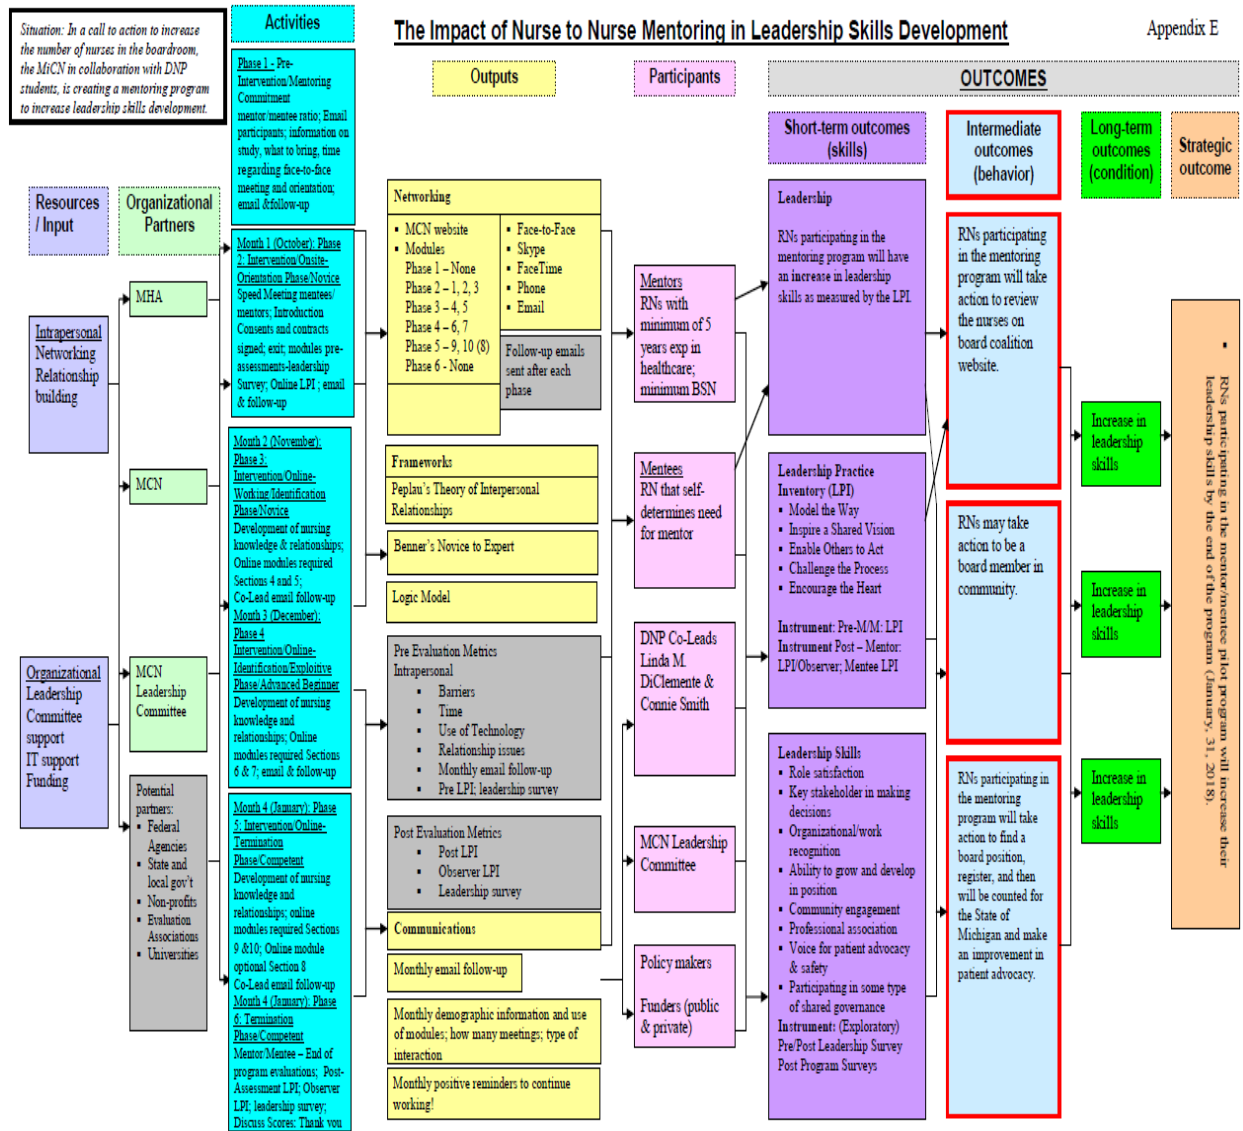 Situation: In a call to action to increase
the number of nurses in the boardroom,
the MiCN in collaboration with DNP
students, is creating a mentoring program
to increase leadership skills development.
Activities
The Impact of Nurse to Nurse Mentoring in Leadership Skills Development
Appendix E
Outputs
Participants
OUTCOMES
Short-term outcomes
(skills)
Intermediate
outcomes
(behavior)
Long-term
outcomes
(condition)
Strategic
outcome
Resources
/ Input
Organizational
Partners
Intrapersonal
Networking
Relationship
building
Organizational
Leadership
Committee
support
IT support
Funding
MHA
MCN
MCN
Leadership
Committee
Potential
partners:
▪ Federal
Agencies
▪ State and
local gov't
▪ Non-profits
▪ Evaluation
Associations
▪ Universities
Phase 1 - Pre-
Intervention/Mentoring
Commitment
mentor/mentee ratio; Email
participants; information on
study, what to bring, time
regarding face-to-face
meeting and orientation;
email &follow-up
Month 1 (October): Phase
2: Intervention/Onsite-
Orientation Phase/Novice
Speed Meeting mentees/
mentors; Introduction
Consents and contracts
signed; exit; modules pre-
assessments-leadership
Survey; Online LPI ; email
& follow-up
Month 2 (November):
Phase 3:
Intervention/Online-
Working/Identification
Phase/Novice
Development of nursing
knowledge & relationships;
Online modules required
Sections 4 and 5;
Co-Lead email follow-up
Month 3 (December):
Phase 4
Intervention/Online-
Identification/Exploitive
Phase/Advanced Beginner
Development of nursing
knowledge and
relationships; Online
modules required Sections
6 & 7; email & follow-up
Month 4 (January): Phase
5: Intervention/Online-
Termination
Phase/Competent
Development of nursing
knowledge and
relationships; online
modules required Sections
9 &10; Online module
optional Section 8
Co-Lead email follow-up
Month 4 (January): Phase
6: Termination
Phase/Competent
Mentor/Mentee – End of
program evaluations; Post-
Assessment LPI; Observer
LPI; leadership survey;
Discuss Scores: Thank you
Networking
▪ MCN website
▪ Modules
Phase 1 – None
Phase 2 – 1, 2, 3
Phase 3 – 4, 5
Phase 4 – 6, 7
Phase 5 – 9, 10 (8)
Phase 6 - None
▪ Face-to-Face
▪ Skype
▪ FaceTime
▪ Phone
▪ Email
Follow-up emails
sent after each
phase
Frameworks
Peplau's Theory of Interpersonal
Relationships
Benner's Novice to Expert
Logic Model
Pre Evaluation Metrics
Intrapersonal
▪ Barriers
▪ Time
▪ Use of Technology
▪ Relationship issues
▪ Monthly email follow-up
▪ Pre LPI; leadership survey
Post Evaluation Metrics
▪ Post LPI
▪ Observer LPI
▪ Leadership survey
Communications
Monthly email follow-up
Monthly demographic information and
use of modules; how many meetings; type of
interaction
Monthly positive reminders to continue
working!
Mentors
RNs with
minimum of 5
years exp in
healthcare;
minimum BSN
Mentees
RN that self-
determines need
for mentor
DNP Co-Leads
Linda M.
DiClemente &
Connie Smith
MCN Leadership
Committee
Policy makers
Funders (public
& private)
Leadership
RNs participating in the
mentoring program will have
an increase in leadership
skills as measured by the LPI.
Leadership Practice
Inventory (LPI)
▪ Model the Way
▪ Inspire a Shared Vision
▪ Enable Others to Act
▪ Challenge the Process
▪ Encourage the Heart
Instrument: Pre-M/M: LPI
Instrument Post – Mentor:
LPI/Observer; Mentee LPI
Leadership Skills
▪ Role satisfaction
▪ Key stakeholder in making
decisions
▪ Organizational/work
recognition
▪ Ability to grow and develop
in position
▪ Community engagement
▪ Professional association
▪ Voice for patient advocacy
& safety
▪ Participating in some type
of shared governance
Instrument: (Exploratory)
Pre/Post Leadership Survey
Post Program Surveys
RNs participating
in the mentoring
program will take
action to review
the nurses on
board coalition
website.
RNs may take
action to be a
board member in
community.
RNs participating in
the mentoring
program will take
action to find a
board position,
register, and then
will be counted for
the State of
Michigan and make
an improvement in
patient advocacy.
Increase in
leadership
skills
Increase in
leadership
skills
Increase in
leadership
skills
▪ RNs participating in the mentor/mentee pilot program will increase their
leadership skills by the end of the program (January, 31, 2018).